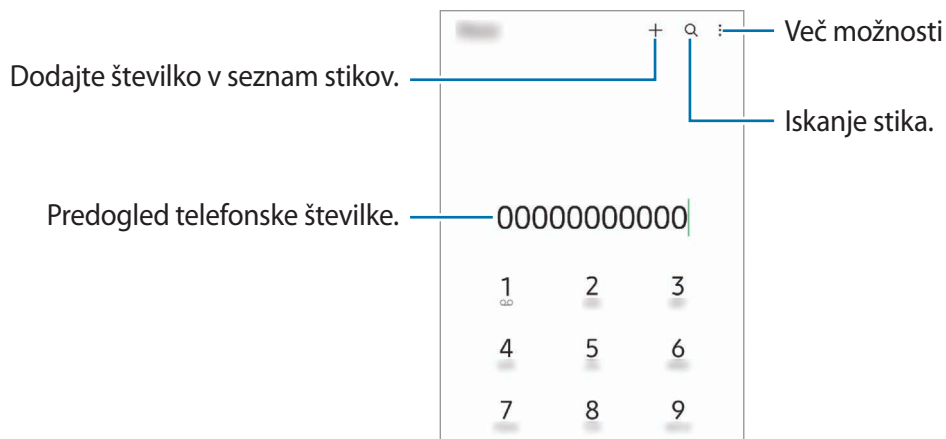 Več možnosti
Dodajte številko v seznam stikov.
Iskanje stika.
Predogled telefonske številke.
00000000000
1 2 3
4 5 6
7 8 9